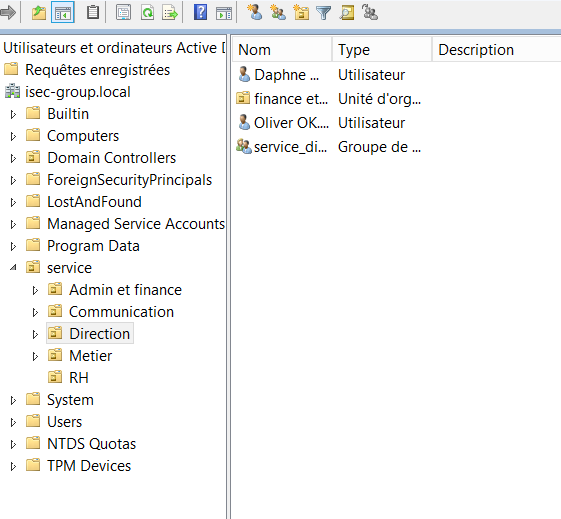 Utilisateurs et ordinateurs Active
Requêtes enregistrées
isec-group.local
Builtin
Computers
Domain Controllers
ForeignSecurityPrincipals
LostAndFound
Managed Service Accounts
Program Data
service
Admin et finance
Communication
Direction
Metier
RH
System
Users
NTDS Quotas
TPM Devices
Nom Type Description
Daphne ... Utilisateur
finance et... Unité d'org...
Oliver OK.... Utilisateur
service_di... Groupe de ...